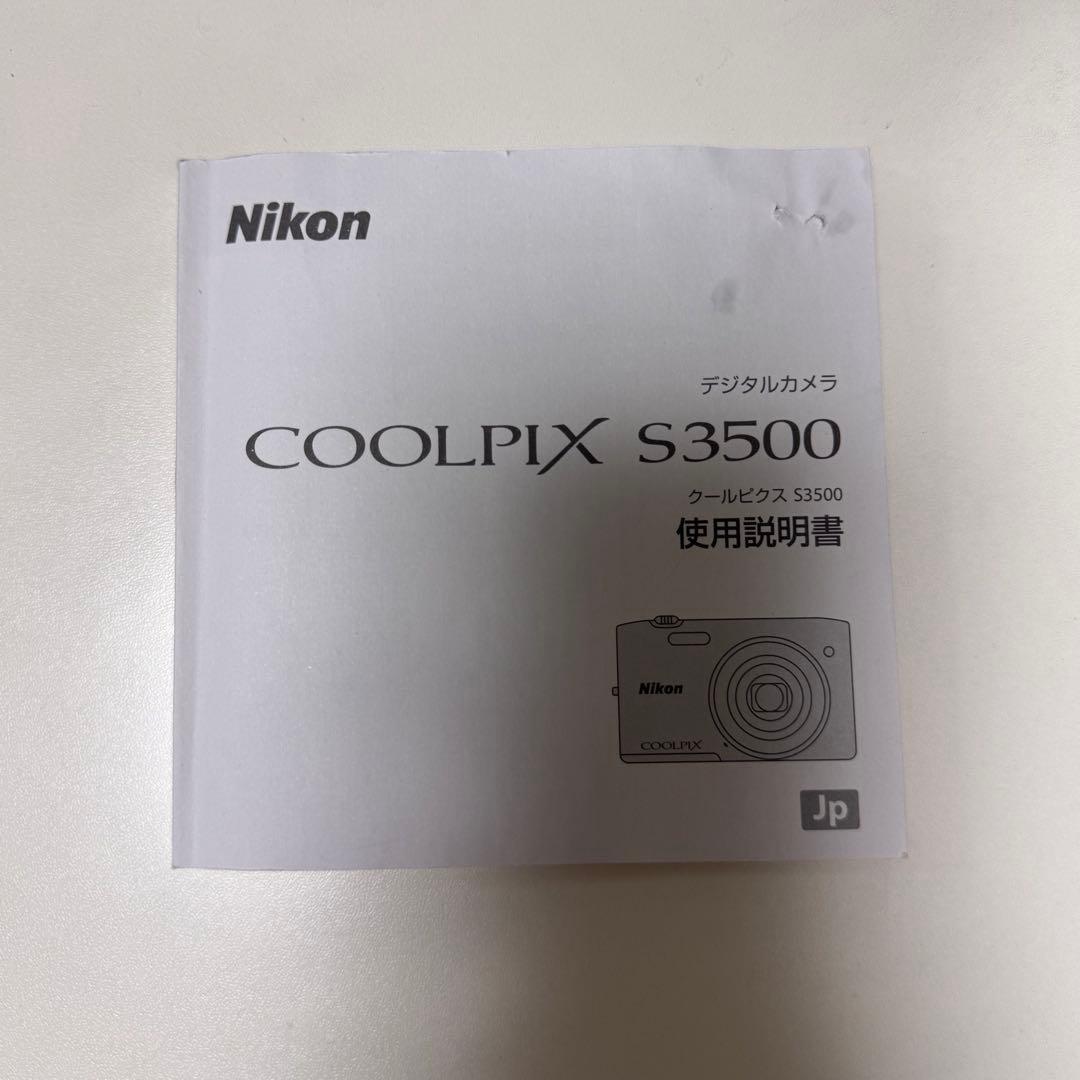 Nikon
デジタルカメラ
COOLPIX S3500
クールピクス S3500
使用説明書
Nikon
COOLPIX
Jp